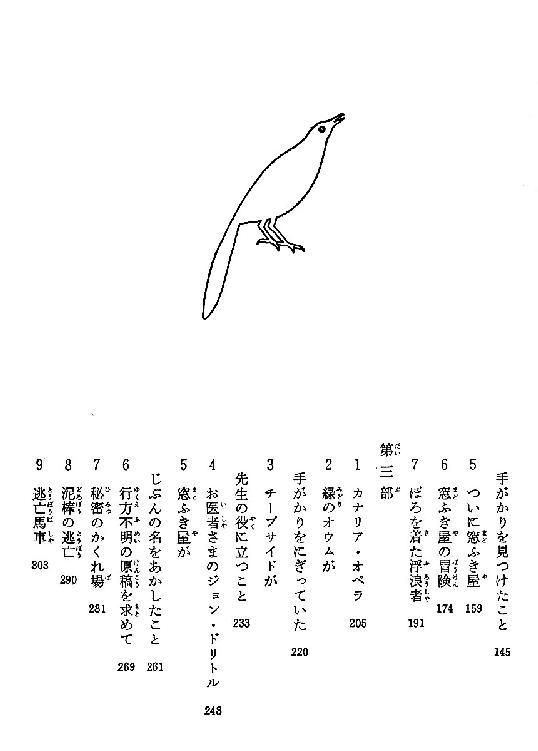 手がかりを見つけたこと 145
5 ついに窓ふき屋 159
6 窓ふき屋の冒険 174
7 ぼろを着た浮浪者 191
第三部
1 カナリア・オペラ 206
2 緑のオウムが
手がかりをにぎっていた 220
3 チープサイドが
先生の役に立つこと 233
4 お医者さまのジョン・ドリトル 248
5 窓ふき屋が
じぶんの名をあかしたこと 261
6 行方不明の原稿を求めて 269
7 秘密のかくれ場 281
8 泥棒の逃亡 290
9 逃亡馬車 303